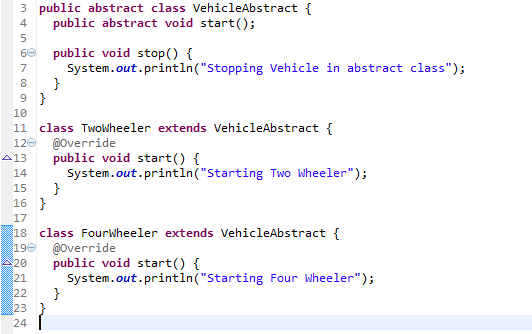 3 public abstract class VehicleAbstract {
4   public abstract void start();
5
6   public void stop() {
7     System.out.println("Stopping Vehicle in abstract class");
8   }
9 }
10
11 class TwoWheeler extends VehicleAbstract {
12   @Override
13   public void start() {
14     System.out.println("Starting Two Wheeler");
15   }
16 }
17
18 class FourWheeler extends VehicleAbstract {
19   @Override
20   public void start() {
21     System.out.println("Starting Four Wheeler");
22   }
23 }
24